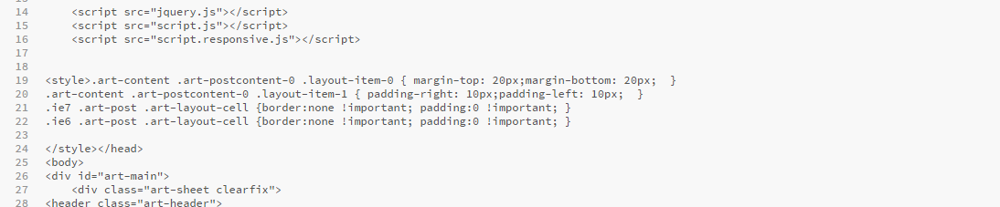 14 <script src="jquery.js"></script>
15 <script src="script.js"></script>
16 <script src="script.responsive.js"></script>
17
18
19 <style>.art-content .art-postcontent-0 .layout-item-0 { margin-top: 20px;margin-bottom: 20px;  }
20 .art-content .art-postcontent-0 .layout-item-1 { padding-right: 10px;padding-left: 10px;  }
21 .ie7 .art-post .art-layout-cell {border:none !important; padding:0 !important; }
22 .ie6 .art-post .art-layout-cell {border:none !important; padding:0 !important; }
23
24 </style></head>
25 <body>
26 <div id="art-main">
27 <div class="art-sheet clearfix">
28 <header class="art-header">